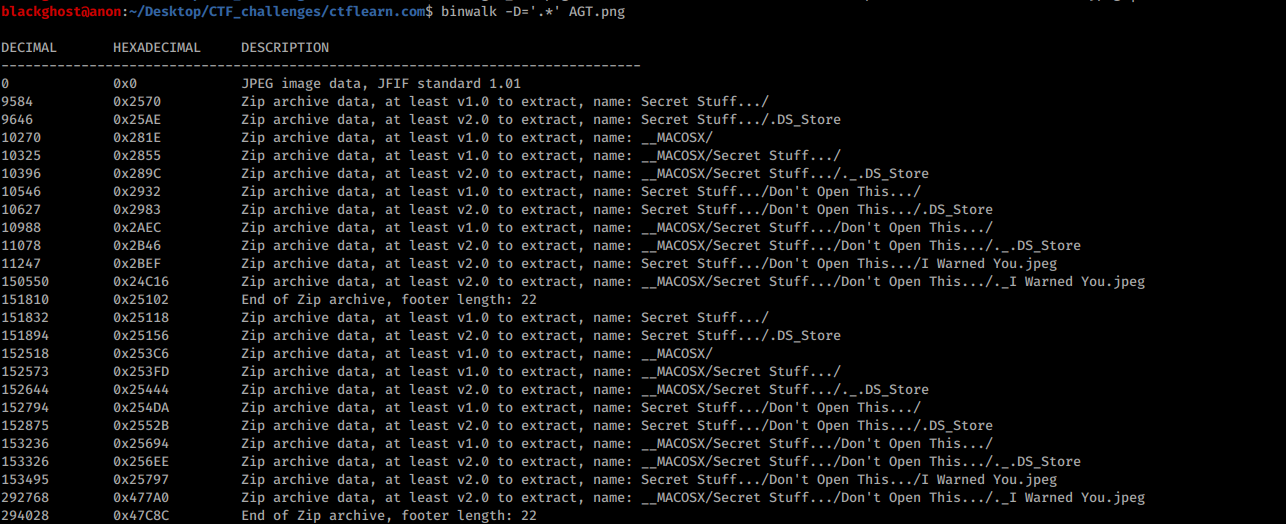 blackghost@anon:~/Desktop/CTF_challenges/ctflearn.com$ binwalk -D='.*' AGT.png
DECIMAL HEXADECIMAL DESCRIPTION
--------------------------------------------------------------------------------
0 0x0 JPEG image data, JFIF standard 1.01
9584 0x2570 Zip archive data, at least v1.0 to extract, name: Secret Stuff.../
9646 0x25AE Zip archive data, at least v2.0 to extract, name: Secret Stuff.../.DS_Store
10270 0x281E Zip archive data, at least v1.0 to extract, name: __MACOSX/
10325 0x2855 Zip archive data, at least v1.0 to extract, name: __MACOSX/Secret Stuff.../
10396 0x289C Zip archive data, at least v2.0 to extract, name: __MACOSX/Secret Stuff.../._.DS_Store
10546 0x2932 Zip archive data, at least v1.0 to extract, name: Secret Stuff.../Don't Open This.../
10627 0x2983 Zip archive data, at least v2.0 to extract, name: Secret Stuff.../Don't Open This.../.DS_Store
10988 0x2AEC Zip archive data, at least v1.0 to extract, name: __MACOSX/Secret Stuff.../Don't Open This.../
11078 0x2B46 Zip archive data, at least v2.0 to extract, name: __MACOSX/Secret Stuff.../Don't Open This.../._.DS_Store
11247 0x2BEF Zip archive data, at least v2.0 to extract, name: Secret Stuff.../Don't Open This.../I Warned You.jpeg
150550 0x24C16 Zip archive data, at least v2.0 to extract, name: __MACOSX/Secret Stuff.../Don't Open This.../._I Warned You.jpeg
151810 0x25102 End of Zip archive, footer length: 22
151832 0x25118 Zip archive data, at least v1.0 to extract, name: Secret Stuff.../
151894 0x25156 Zip archive data, at least v2.0 to extract, name: Secret Stuff.../.DS_Store
152518 0x253C6 Zip archive data, at least v1.0 to extract, name: __MACOSX/
152573 0x253FD Zip archive data, at least v1.0 to extract, name: __MACOSX/Secret Stuff.../
152644 0x25444 Zip archive data, at least v2.0 to extract, name: __MACOSX/Secret Stuff.../._.DS_Store
152794 0x254DA Zip archive data, at least v1.0 to extract, name: Secret Stuff.../Don't Open This.../
152875 0x2552B Zip archive data, at least v2.0 to extract, name: Secret Stuff.../Don't Open This.../.DS_Store
153236 0x25694 Zip archive data, at least v1.0 to extract, name: __MACOSX/Secret Stuff.../Don't Open This.../
153326 0x256EE Zip archive data, at least v2.0 to extract, name: __MACOSX/Secret Stuff.../Don't Open This.../._.DS_Store
153495 0x25797 Zip archive data, at least v2.0 to extract, name: Secret Stuff.../Don't Open This.../I Warned You.jpeg
292768 0x477A0 Zip archive data, at least v2.0 to extract, name: __MACOSX/Secret Stuff.../Don't Open This.../._I Warned You.jpeg
294028 0x47C8C End of Zip archive, footer length: 22